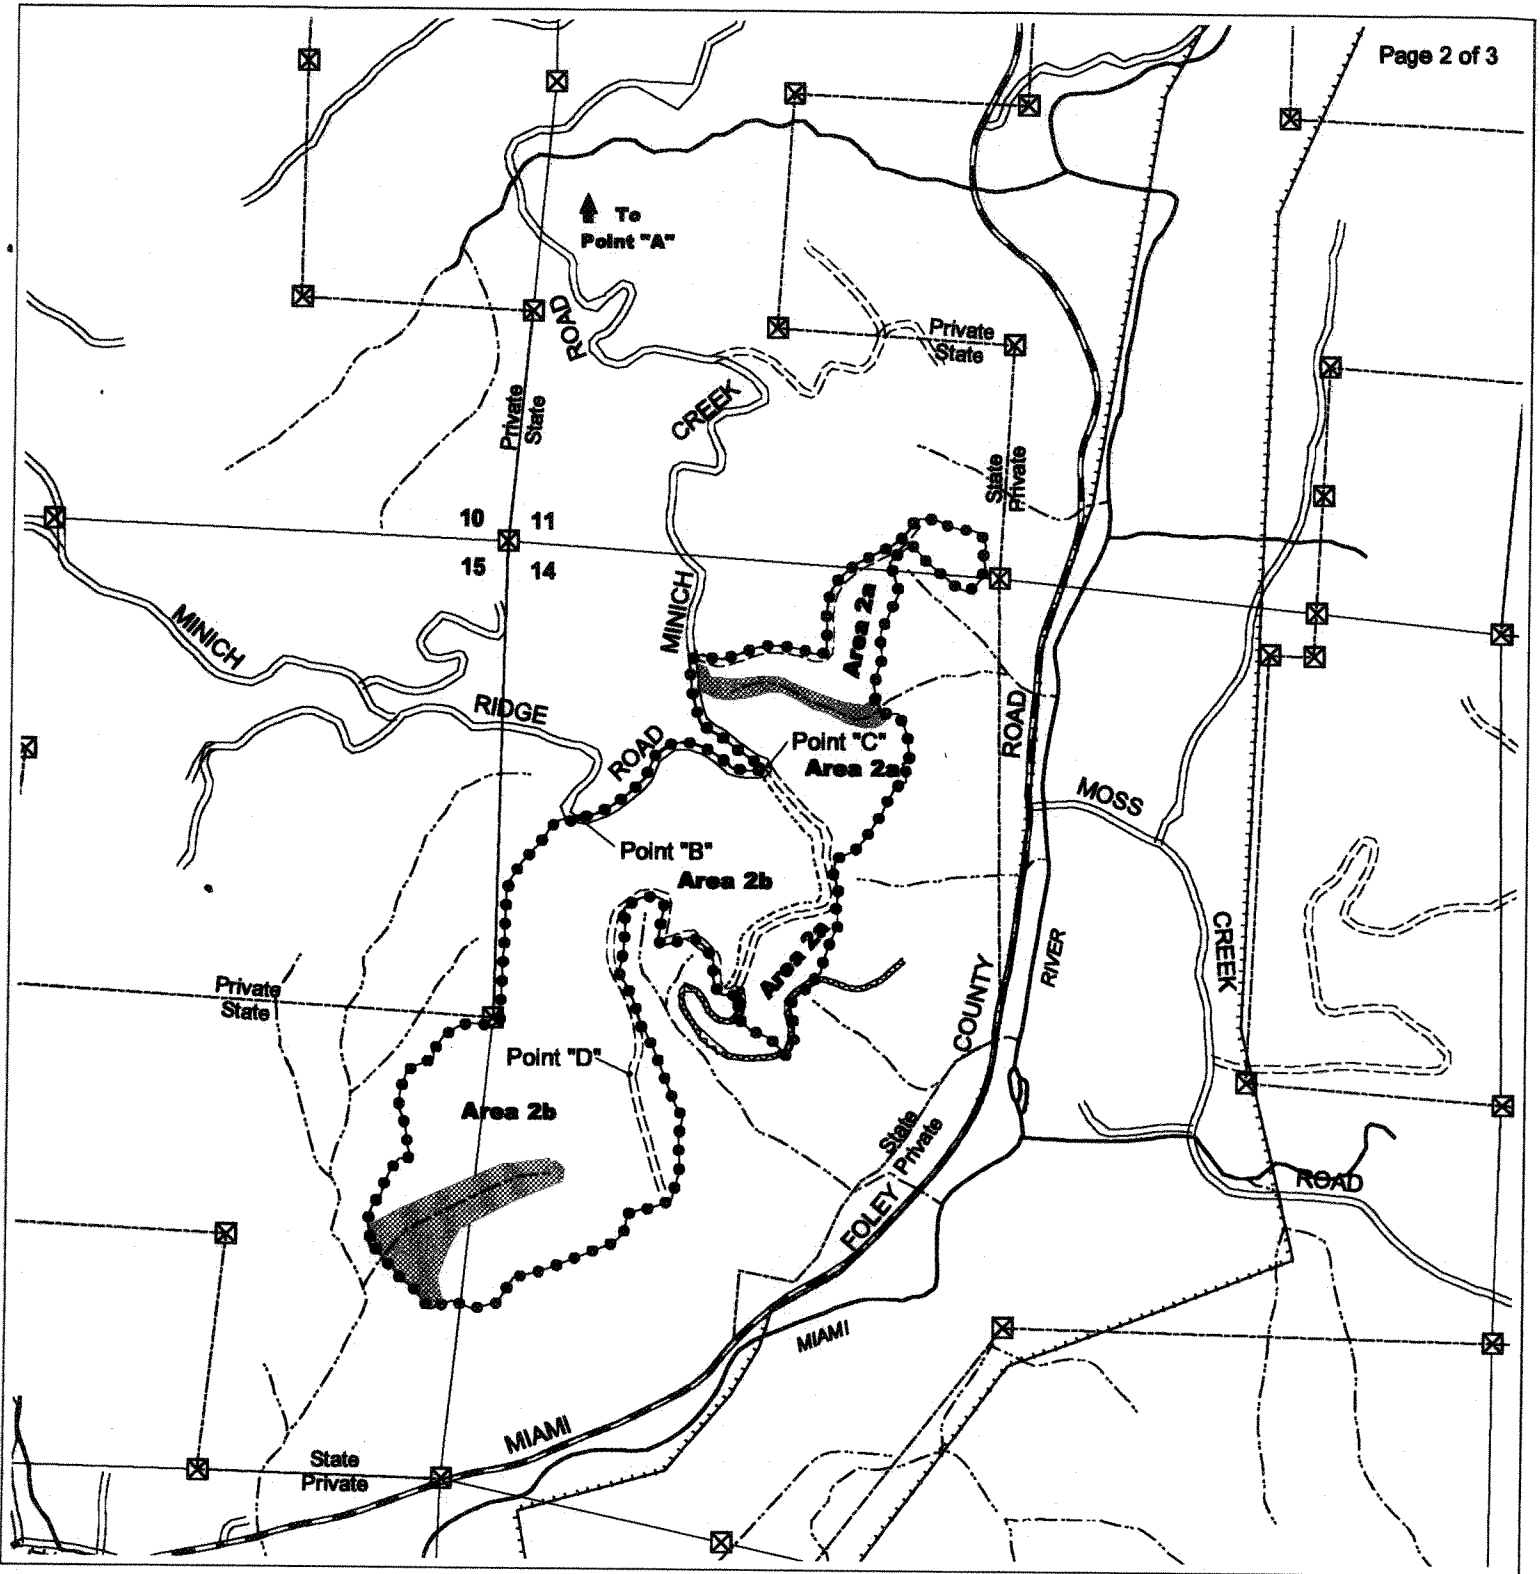 Page 2 of 3
To
Point "A"
ROAD
Private
State
CREEK
Private
State
State
Private
10
11
15
14
MINICH
MINICH
RIDGE
ROAD
Area 2a
Point "C"
Area 2a
ROAD
MOSS
Point "B"
Area 2b
Area 2a
CREEK
RIVER
COUNTY
Private
State
Point "D"
Area 2b
State
Private
FOLEY
ROAD
MIAMI
MIAMI
State
Private